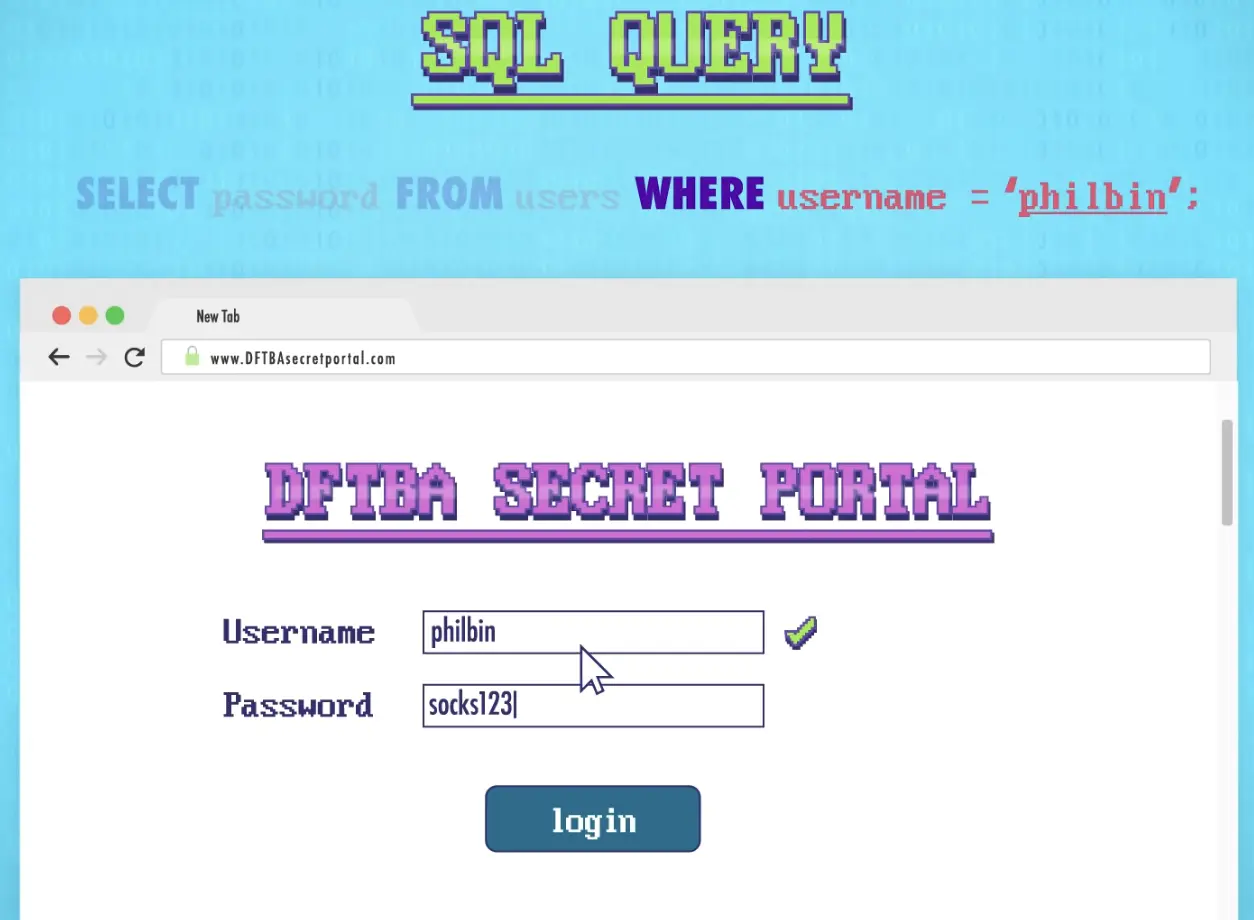 SQL QUERY
SELECT password FROM users WHERE username = ‘philbin’;
New Tab
www.DFTBAsecretportal.com
DFTBA SECRET PORTAL
Username philbin
Password socks123
login